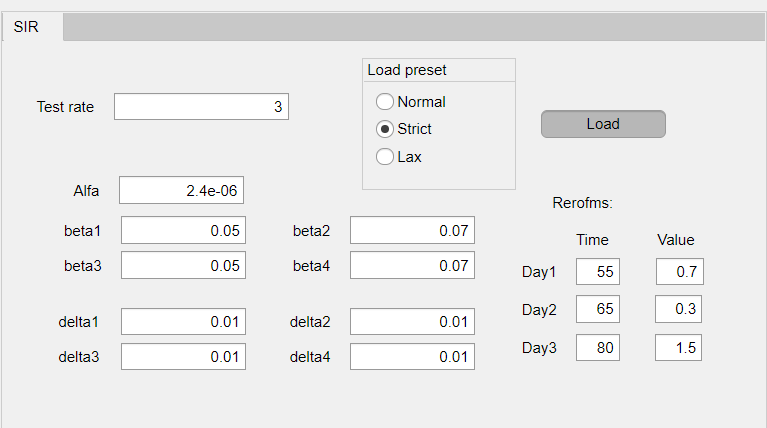 SIR
Load preset
Test rate 3
Normal
Strict
Lax
Load
Alfa 2.4e-06
Rerofms:
beta1 0.05 beta2 0.07
Time Value
beta3 0.05 beta4 0.07
Day1 55 0.7
Day2 65 0.3
delta1 0.01 delta2 0.01
Day3 80 1.5
delta3 0.01 delta4 0.01